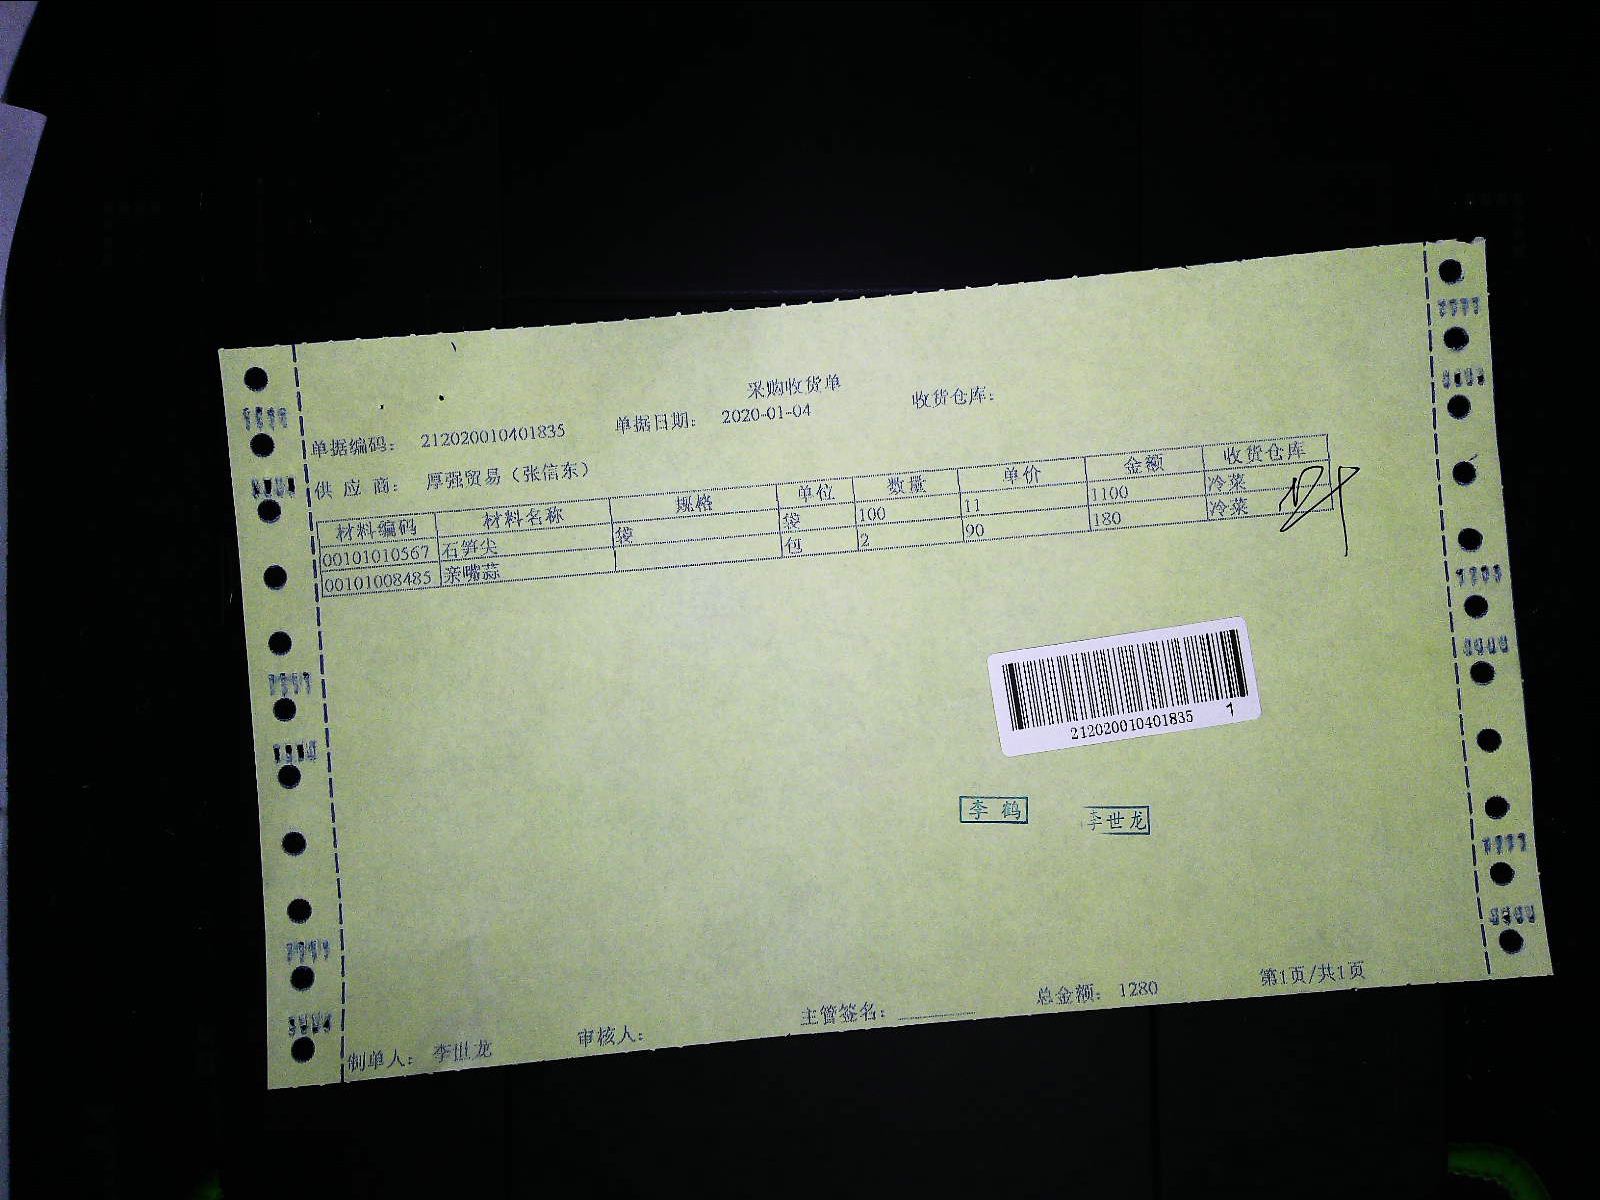 采购收货单
单据编码: 212020010401835 单据日期: 2020-01-04 收货仓库:
供 应 商: 厚强贸易（张信东）
材料编码 材料名称 规格 单位 数量 单价 金额 收货仓库
00101010567 石笋尖 袋 袋 100 11 1100 冷菜
00101008485 亲嘴蒜 包 2 90 180 冷菜
212020010401835 1
李 鹤 李世龙
制单人: 李世龙 审核人: 主管签名: 总金额: 1280 第1页/共1页